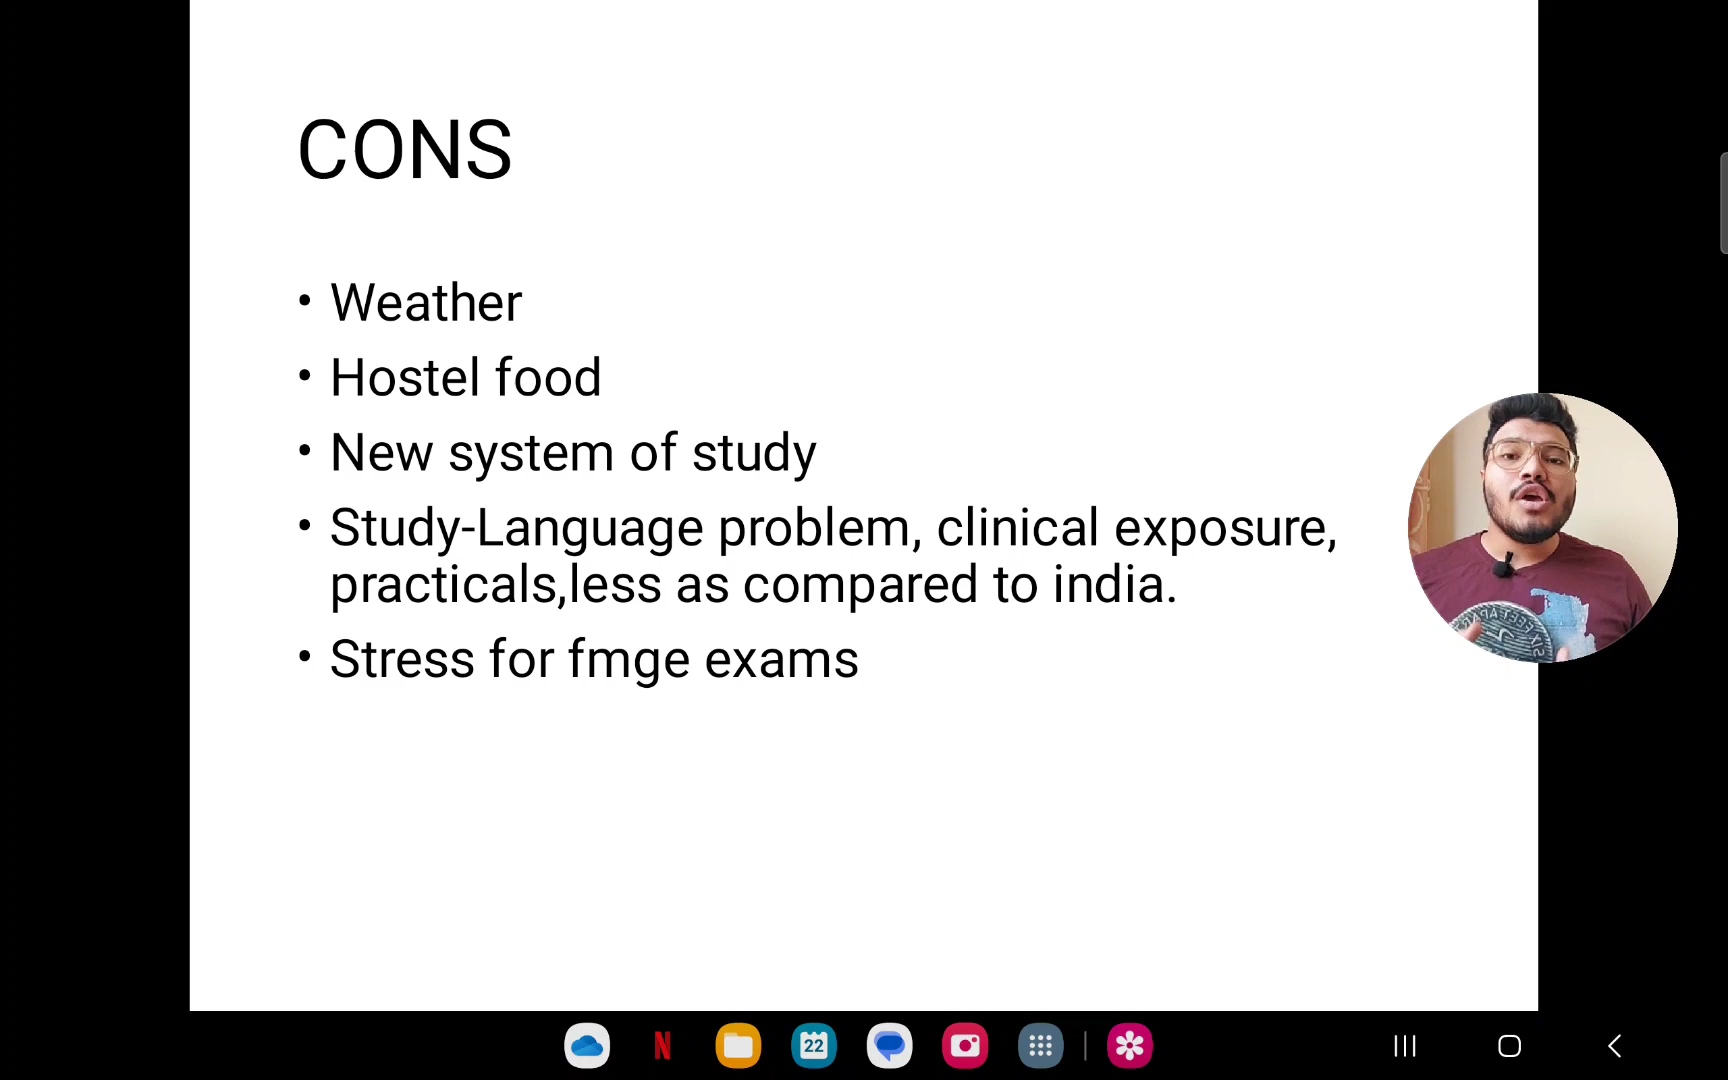 CONS
• Weather
• Hostel food
• New system of study
• Study-Language problem, clinical exposure,
practicals,less as compared to india.
• Stress for fmge exams
22